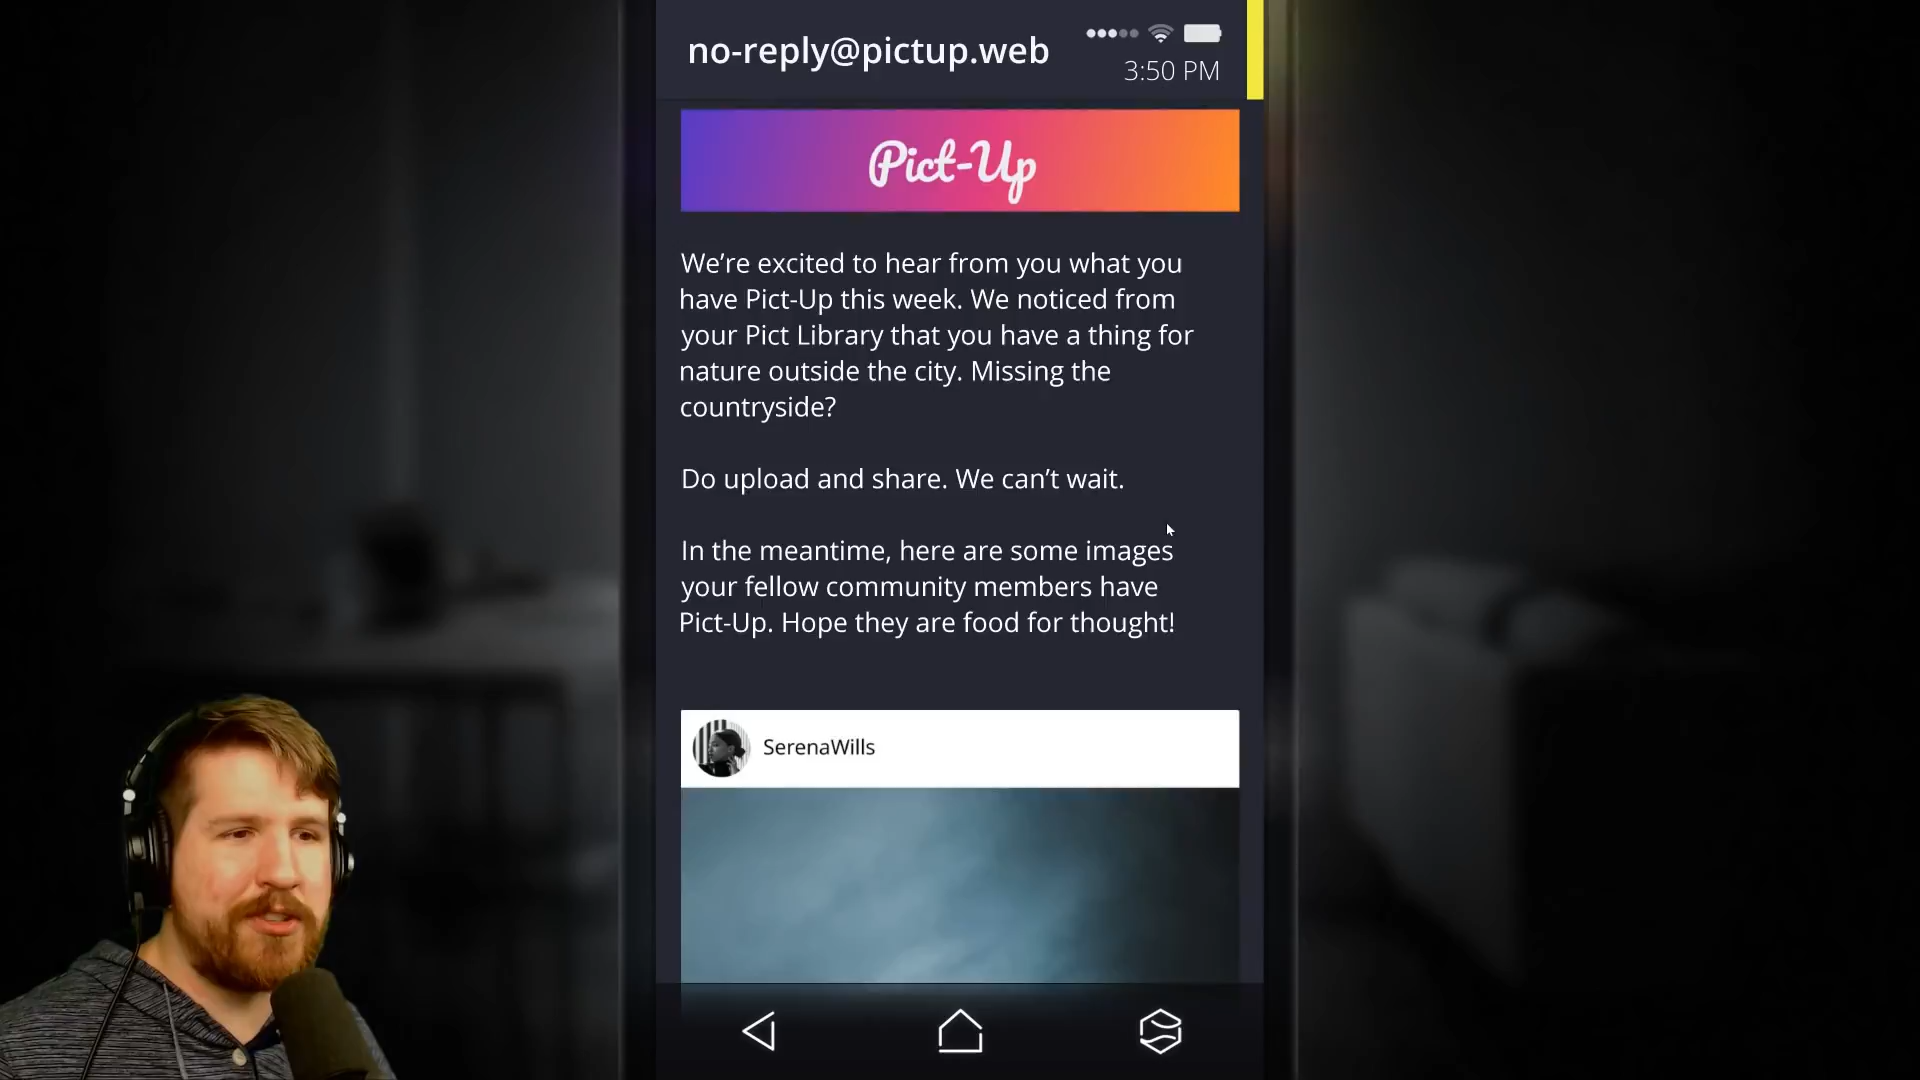 no-reply@pictup.web
3:50 PM
Pict-Up
We’re excited to hear from you what you
have Pict-Up this week. We noticed from
your Pict Library that you have a thing for
nature outside the city. Missing the
countryside?
Do upload and share. We can’t wait.
In the meantime, here are some images
your fellow community members have
Pict-Up. Hope they are food for thought!
SerenaWills